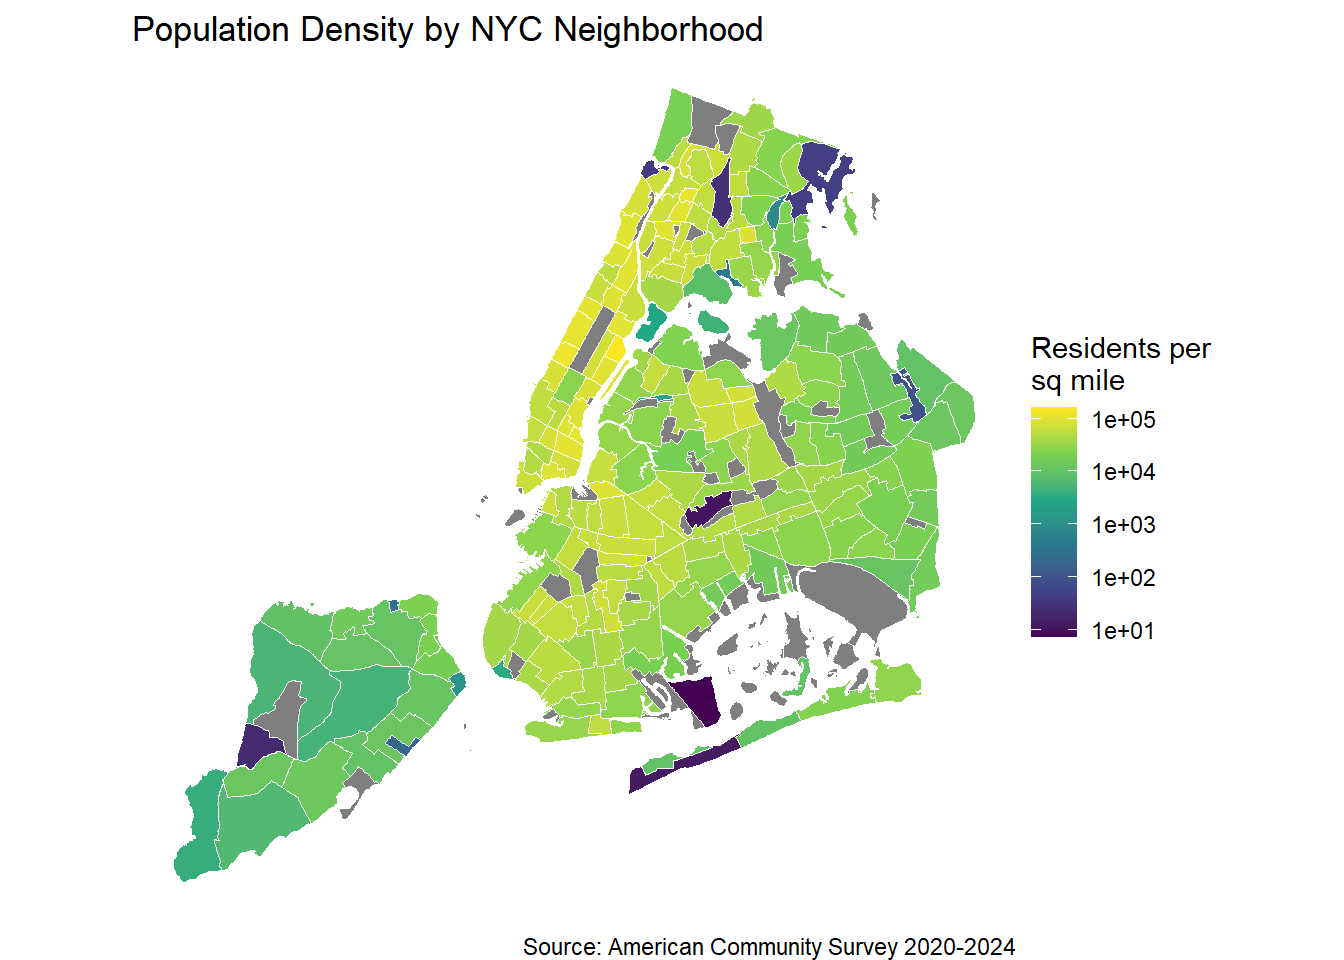 Population Density by NYC Neighborhood
Residents per
sq mile
1e+05
1e+04
1e+03
1e+02
1e+01
Source: American Community Survey 2020-2024